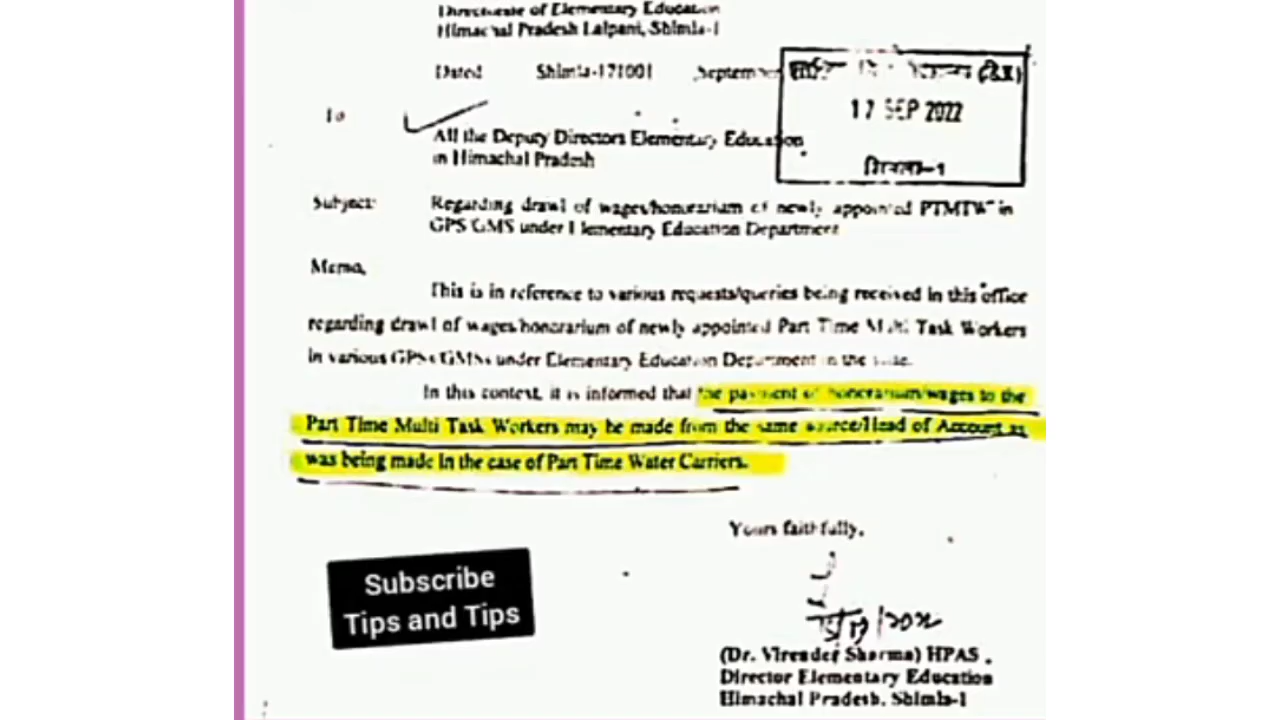 Directorate of Elementary Education
Himachal Pradesh Lalpani, Shimla-1
Dated Shimla-171001 September
17 SEP 2022
शिमला-1
To
All the Deputy Directors Elementary Education
in Himachal Pradesh
Subject: Regarding drawl of wages/honorarium of newly appointed PTMTW in
GPS/GMS under Elementary Education Department
Memo,
This is in reference to various requests/queries being received in this office
regarding drawl of wages/honorarium of newly appointed Part Time Multi Task Workers
in various GPSs/GMSs under Elementary Education Department in the state.
In this context, it is informed that the payment of honorarium/wages to the
Part Time Multi Task Workers may be made from the same source/Head of Account as
was being made in the case of Part Time Water Carriers.
Yours faithfully,
(Dr. Virender Sharma) HPAS
Director Elementary Education
Himachal Pradesh, Shimla-1
Subscribe
Tips and Tips